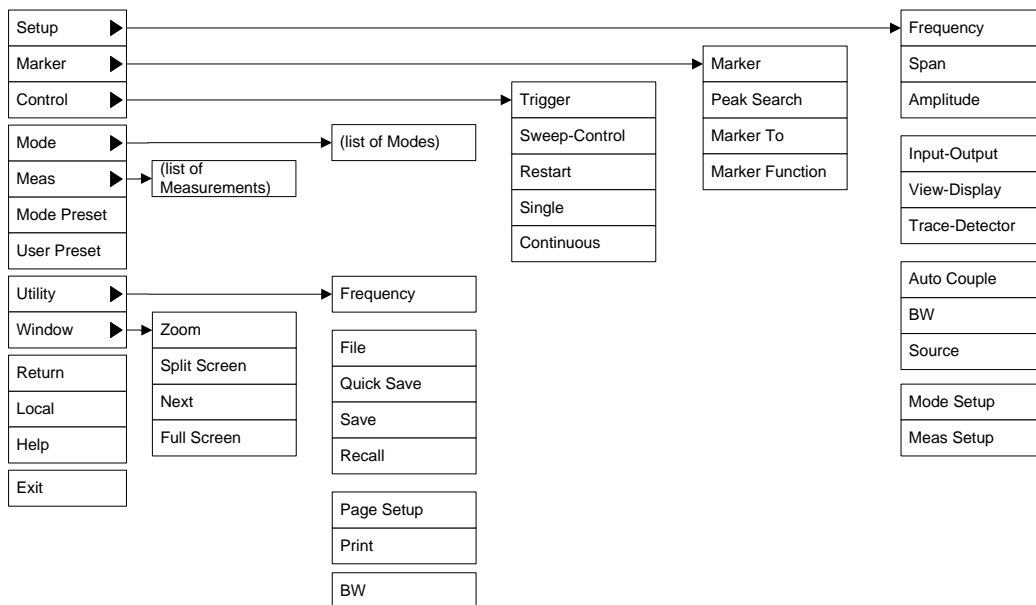 Setup
Marker
Control
Mode
Meas
Mode Preset
User Preset
Utility
Window
Return
Local
Help
Exit
(list of
Measurements)
Zoom
Split Screen
Next
Full Screen
(list of Modes)
Frequency
File
Quick Save
Save
Recall
Page Setup
Print
BW
Trigger
Sweep-Control
Restart
Single
Continuous
Marker
Peak Search
Marker To
Marker Function
Frequency
Span
Amplitude
Input-Output
View-Display
Trace-Detector
Auto Couple
BW
Source
Mode Setup
Meas Setup